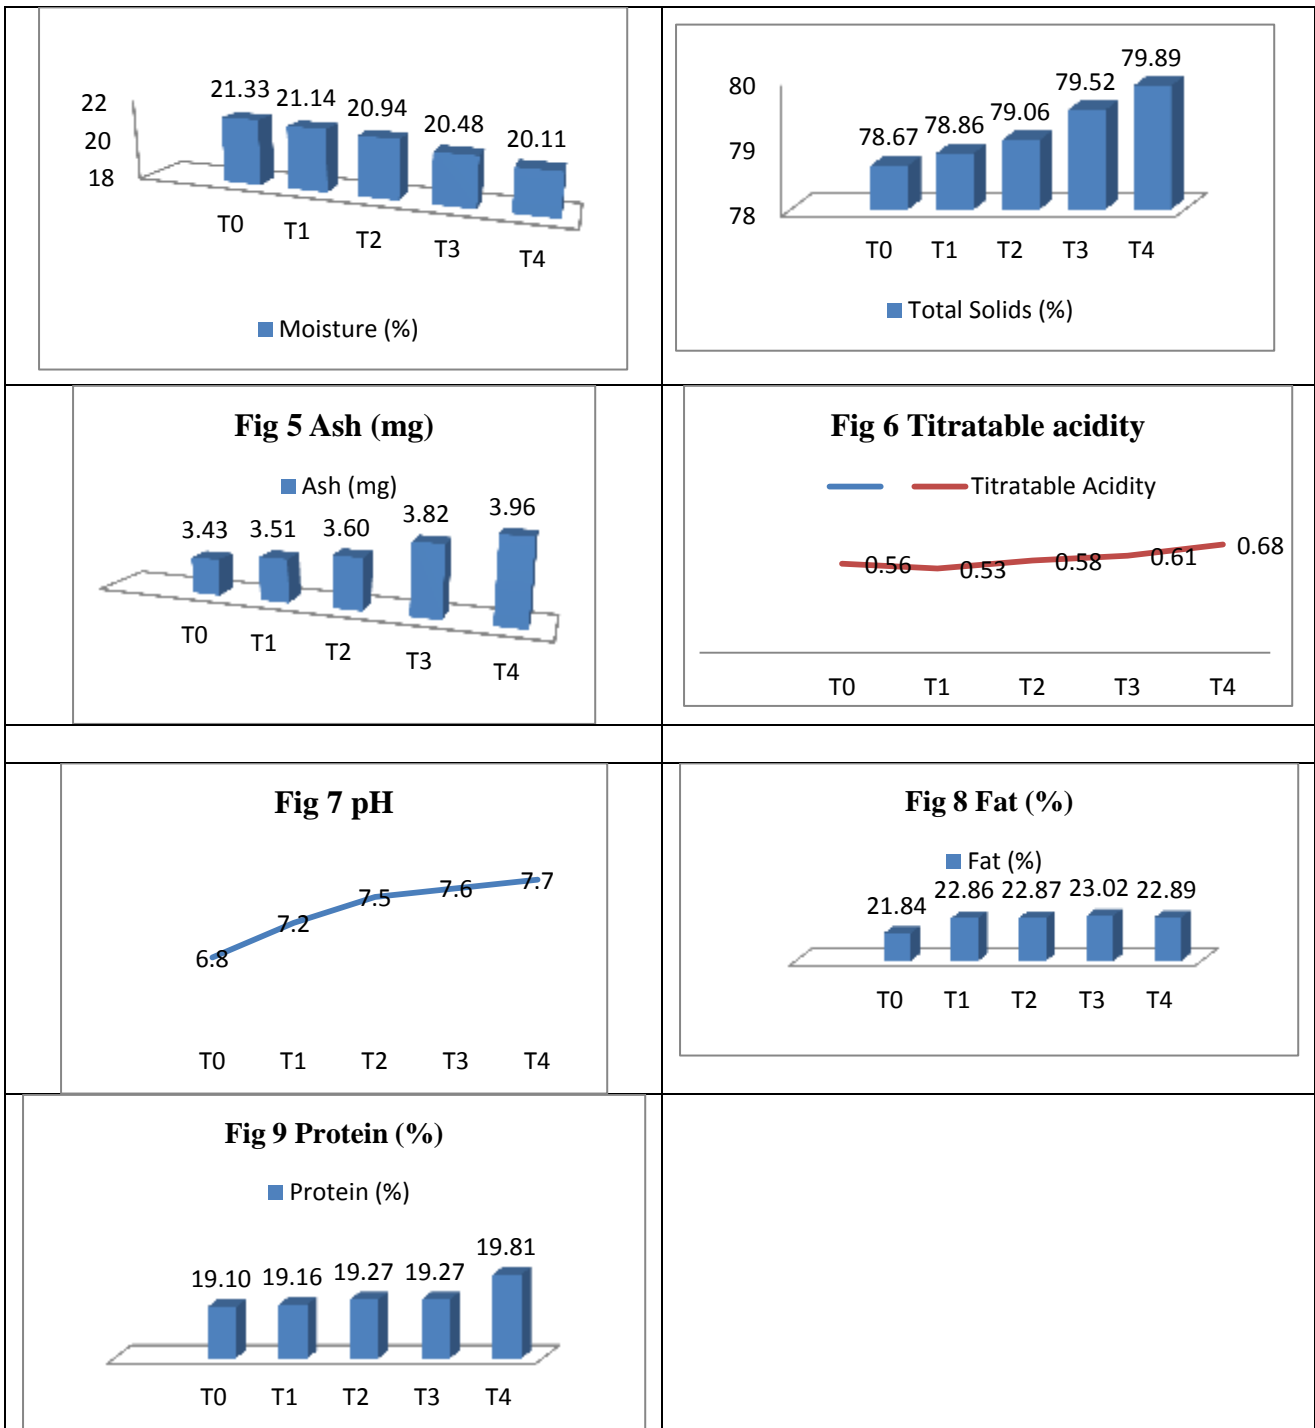 22
20
18
21.33
21.14
20.94
20.48
20.11
T0
T1
T2
T3
T4
Moisture (%)
80
79
78
78.67
78.86
79.06
79.52
79.89
T0 T1 T2 T3 T4
Total Solids (%)
Fig 5 Ash (mg)
Ash (mg)
3.43
3.51
3.60
3.82
3.96
T0
T1
T2
T3
T4
Fig 6 Titratable acidity
Titratable Acidity
0.56
0.53
0.58
0.61
0.68
T0 T1 T2 T3 T4
Fig 7 pH
6.8
7.2
7.5
7.6
7.7
T0 T1 T2 T3 T4
Fig 8 Fat (%)
Fat (%)
21.84
22.86
22.87
23.02
22.89
T0 T1 T2 T3 T4
Fig 9 Protein (%)
Protein (%)
19.10
19.16
19.27
19.27
19.81
T0 T1 T2 T3 T4